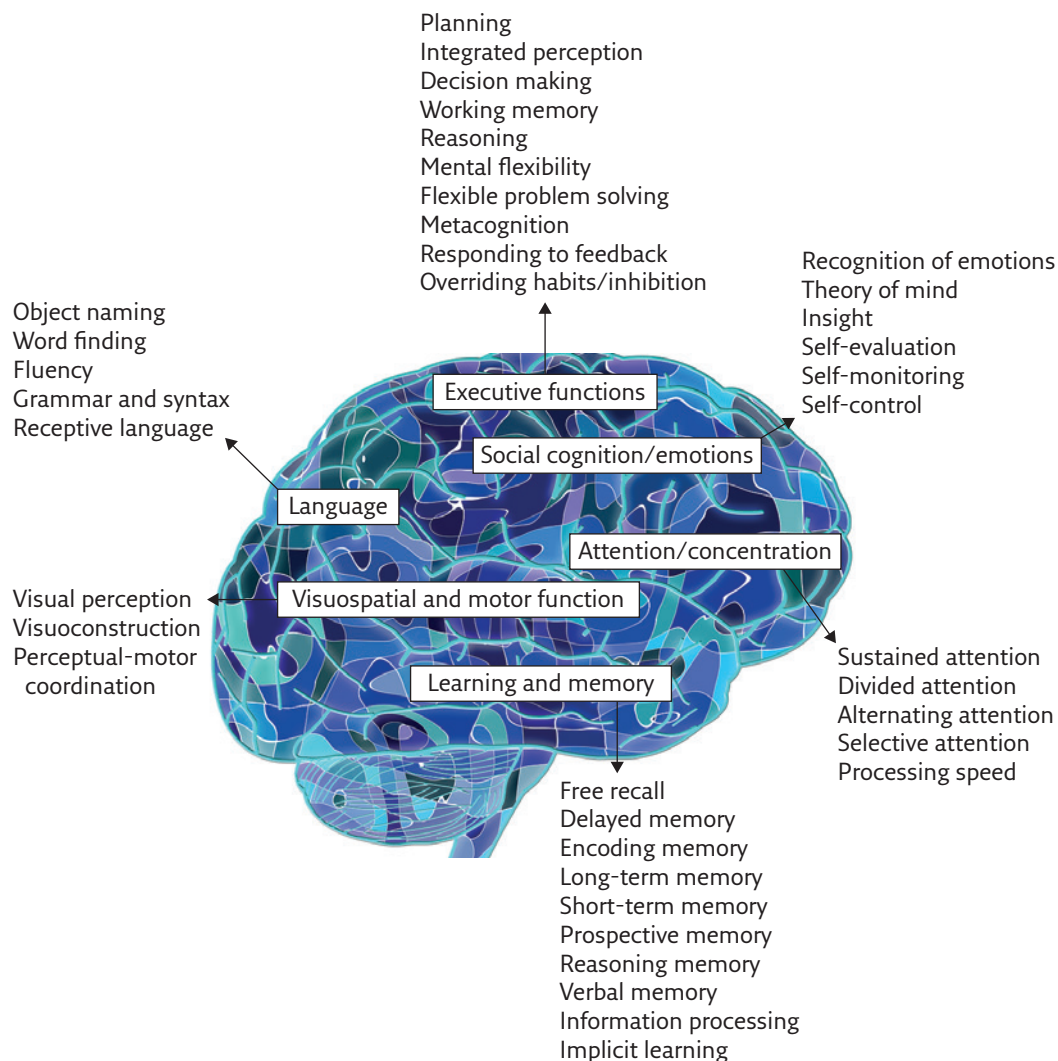 Planning
Integrated perception
Decision making
Working memory
Reasoning
Mental flexibility
Flexible problem solving
Metacognition
Responding to feedback
Overriding habits/inhibition
Recognition of emotions
Theory of mind
Insight
Self-evaluation
Self-monitoring
Self-control
Object naming
Word finding
Fluency
Grammar and syntax
Receptive language
Executive functions
Social cognition/emotions
Language
Attention/concentration
Visuospatial and motor function
Learning and memory
Visual perception
Visuoconstruction
Perceptual-motor
coordination
Sustained attention
Divided attention
Alternating attention
Selective attention
Processing speed
Free recall
Delayed memory
Encoding memory
Long-term memory
Short-term memory
Prospective memory
Reasoning memory
Verbal memory
Information processing
Implicit learning